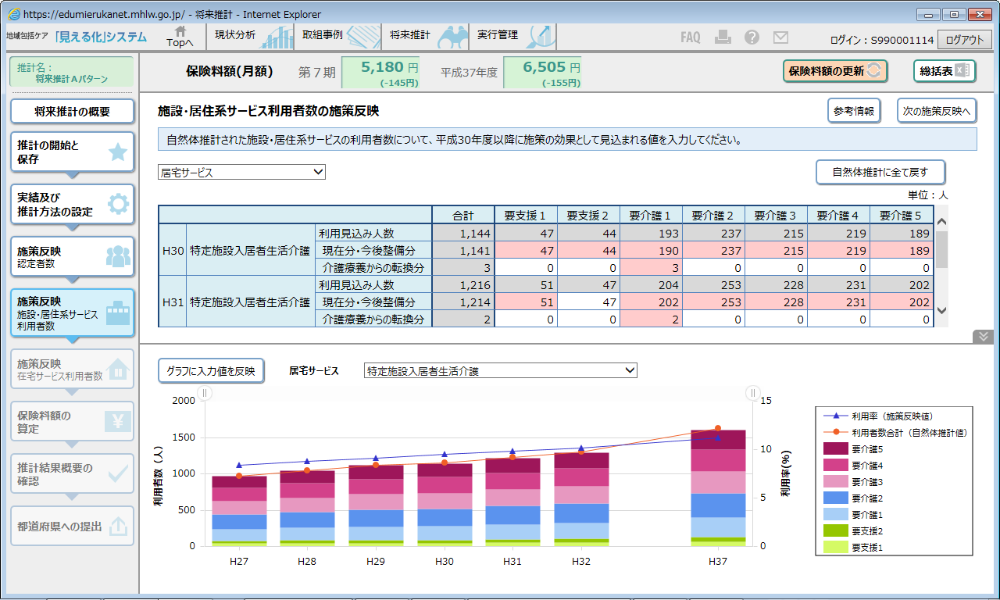 https://edumierukanet.mhlw.go.jp/ - 将来推計 - Internet Explorer
地域包括ケア 「見える化」システム
Topへ
現状分析
取組事例
将来推計
実行管理
FAQ
ログイン：S990001114
ログアウト
推計名：
将来推計Aパターン
保険料額(月額)
第７期
5,180 円
(-145円)
平成37年度
6,505 円
(-155円)
保険料額の更新
総括表
将来推計の概要
推計の開始と
保存
実績及び
推計方法の設定
施策反映
認定者数
施策反映
施設・居住系サービス
利用者数
施策反映
在宅サービス利用者数
保険料額の
算定
¥
推計結果概要の
確認
都道府県への提出
施設・居住系サービス利用者数の施策反映
参考情報
次の施策反映へ
自然体推計された施設・居住系サービスの利用者数について、平成30年度以降に施策の効果として見込まれる値を入力してください。
居宅サービス
自然体推計に全て戻す
単位：人
合計 要支援１ 要支援２ 要介護１ 要介護２ 要介護３ 要介護４ 要介護５
H30 特定施設入居者生活介護
利用見込み人数 1,144 47 44 193 237 215 219 189
現在分・今後整備分 1,141 47 44 190 237 215 219 189
介護療養からの転換分 3 0 0 3 0 0 0 0
H31 特定施設入居者生活介護
利用見込み人数 1,216 51 47 204 253 228 231 202
現在分・今後整備分 1,214 51 47 202 253 228 231 202
介護療養からの転換分 2 0 0 2 0 0 0 0
グラフに入力値を反映
居宅サービス
特定施設入居者生活介護
利用者数（人）
2000
1500
1000
500
0
H27 H28 H29 H30 H31 H32 H37
15
10
5
0
利用率(%)
利用率（施策反映値）
利用者数合計（自然体推計値）
要介護5
要介護4
要介護3
要介護2
要介護1
要支援2
要支援1